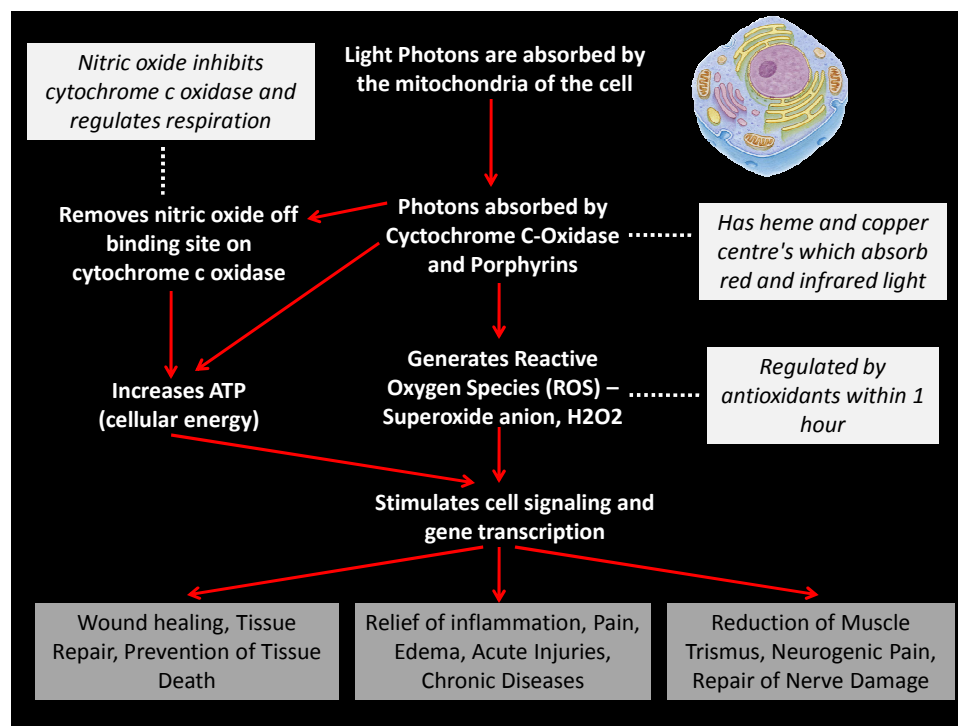 Nitric oxide inhibits
cytochrome c oxidase and
regulates respiration
Light Photons are absorbed by
the mitochondria of the cell
Removes nitric oxide off
binding site on
cytochrome c oxidase
Photons absorbed by
Cyctochrome C-Oxidase
and Porphyrins
Has heme and copper
centre's which absorb
red and infrared light
Increases ATP
(cellular energy)
Generates Reactive
Oxygen Species (ROS) –
Superoxide anion, H2O2
Regulated by
antioxidants within 1
hour
Stimulates cell signaling and
gene transcription
Wound healing, Tissue
Repair, Prevention of Tissue
Death
Relief of inflammation, Pain,
Edema, Acute Injuries,
Chronic Diseases
Reduction of Muscle
Trismus, Neurogenic Pain,
Repair of Nerve Damage